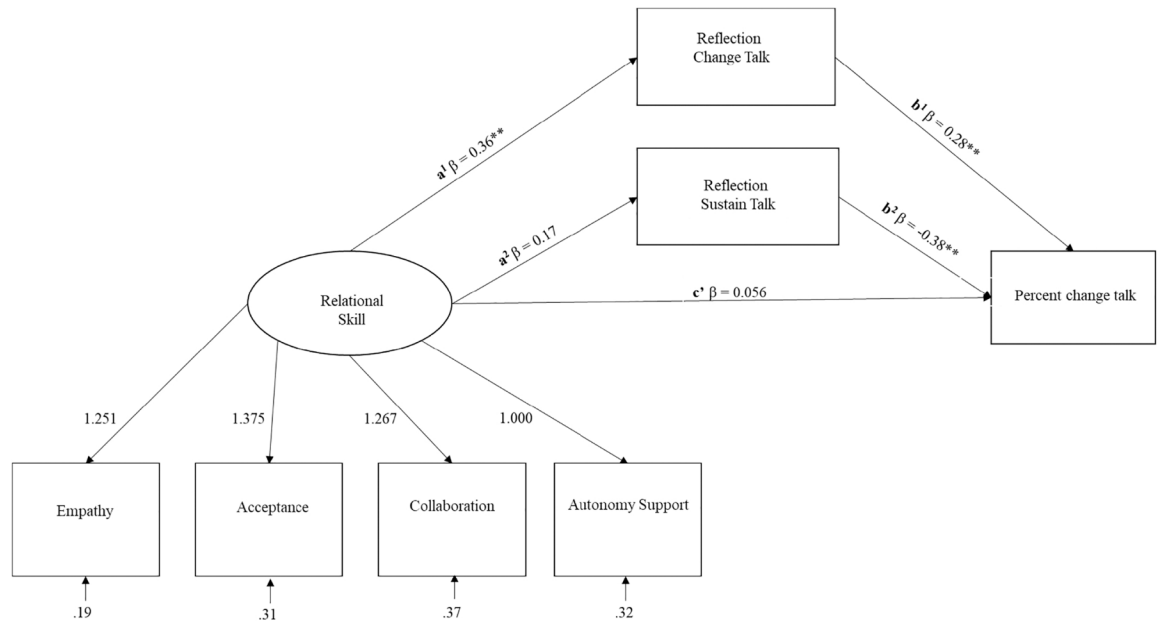 Reflection
Change Talk
a¹ β = 0.36**
b¹ β = 0.28**
Reflection
Sustain Talk
a² β = 0.17
b² β = -0.38**
Relational
Skill
c’ β = 0.056
Percent change talk
1.251
1.375
1.267
1.000
Empathy
Acceptance
Collaboration
Autonomy Support
.19
.31
.37
.32